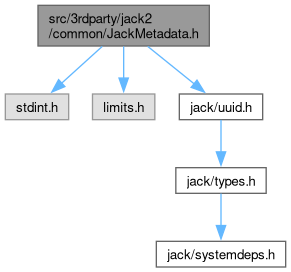 src/3rdparty/jack2
/common/JackMetadata.h
stdint.h
limits.h
jack/uuid.h
jack/types.h
jack/systemdeps.h